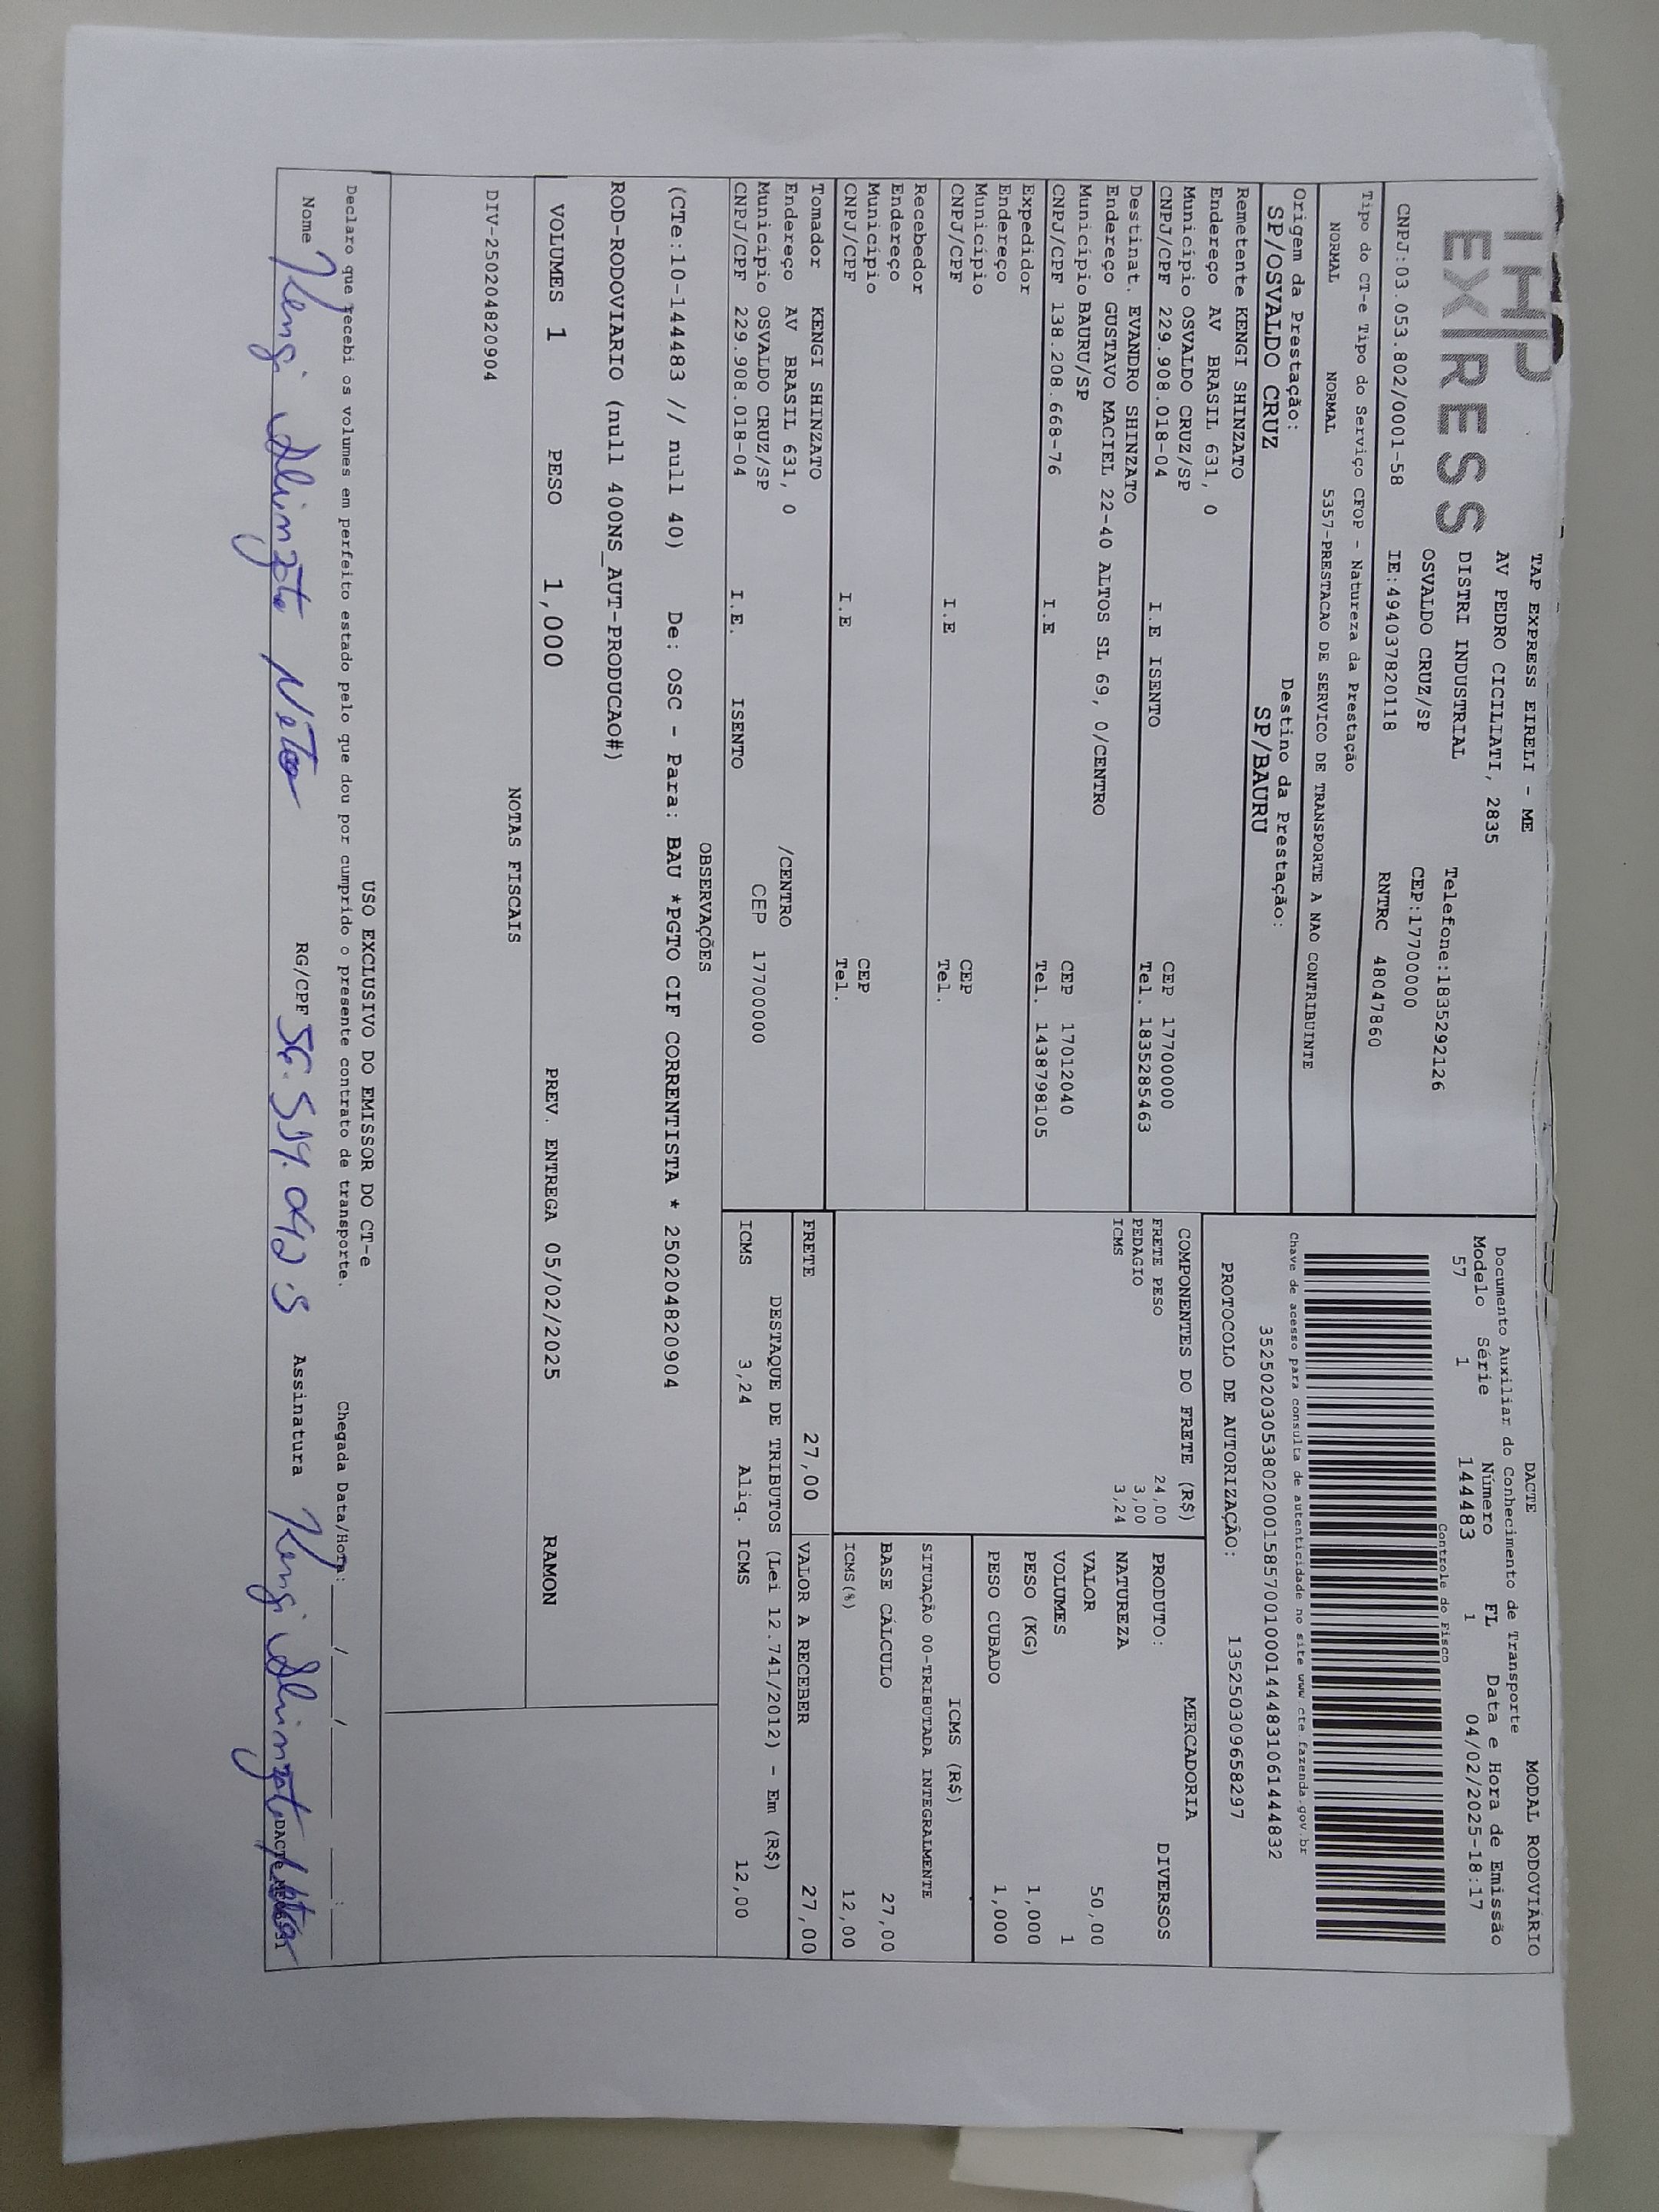 EXPRESS
TAP EXPRESS EIRELI - ME
AV PEDRO CICILIATI, 2835
DISTRI INDUSTRIAL
Telefone:1835292126
OSVALDO CRUZ/SP
CEP:17700000
CNPJ:03.053.802/0001-58
IE:494037820118
RNTRC 48047860
Tipo do CT-e Tipo do Serviço CFOP - Natureza da Prestação
NORMAL NORMAL 5357-PRESTACAO DE SERVICO DE TRANSPORTE A NAO CONTRIBUINTE
Origem da Prestação: Destino da Prestação:
SP/OSVALDO CRUZ SP/BAURU
Remetente KENGI SHINZATO
Endereço AV BRASIL 631, 0
Município OSVALDO CRUZ/SP CEP 17700000
CNPJ/CPF 229.908.018-04 I.E ISENTO Tel. 1835285463
Destinat. EVANDRO SHINZATO
Endereço GUSTAVO MACIEL 22-40 ALTOS SL 69, 0/CENTRO
Município BAURU/SP CEP 17012040
CNPJ/CPF 138.208.668-76 I.E Tel. 1438798105
Expedidor
Endereço
Município CEP
CNPJ/CPF I.E Tel.
Recebedor
Endereço
Município CEP
CNPJ/CPF I.E Tel.
Tomador KENGI SHINZATO
Endereço AV BRASIL 631, 0 /CENTRO
Município OSVALDO CRUZ/SP CEP 17700000
CNPJ/CPF 229.908.018-04 I.E. ISENTO
DACTE MODAL RODOVIÁRIO
Documento Auxiliar do Conhecimento de Transporte
Modelo Série Número FL Data e Hora de Emissão
57 1 144483 1 04/02/2025-18:17
Controle do Fisco
Chave de acesso para consulta de autenticidade no site www cte fazenda.gov.br
35250203053802000158570010001444831061444832
PROTOCOLO DE AUTORIZAÇÃO: 135250309658297
COMPONENTES DO FRETE (R$)
FRETE PESO 24,00
PEDAGIO 3,00
ICMS 3,24
MERCADORIA
PRODUTO: DIVERSOS
NATUREZA
VALOR 50,00
VOLUMES 1
PESO (KG) 1,000
PESO CUBADO 1,000
ICMS (R$)
SITUAÇÃO 00-TRIBUTADA INTEGRALMENTE
BASE CÁLCULO 27,00
ICMS(%) 12,00
FRETE 27,00 VALOR A RECEBER 27,00
DESTAQUE DE TRIBUTOS (Lei 12.741/2012) - Em (R$)
ICMS 3,24 Aliq. ICMS 12,00
OBSERVAÇÕES
(CTe:10-144483 // null 40) De: OSC - Para: BAU *PGTO CIF CORRENTISTA * 25020482​0904
ROD-RODOVIARIO (null 400NS_AUT-PRODUCAO#)
VOLUMES 1 PESO 1,000 PREV. ENTREGA 05/02/2025 RAMON
NOTAS FISCAIS
DIV-250204820904
USO EXCLUSIVO DO EMISSOR DO CT-e
Declaro que recebi os volumes em perfeito estado pelo que dou por cumprido o presente contrato de transporte. Chegada Data/Hora: ___/___/____ ___:___
Nome Kengi Shinzato Neto RG/CPF Assinatura Kengi Shinzato Neto